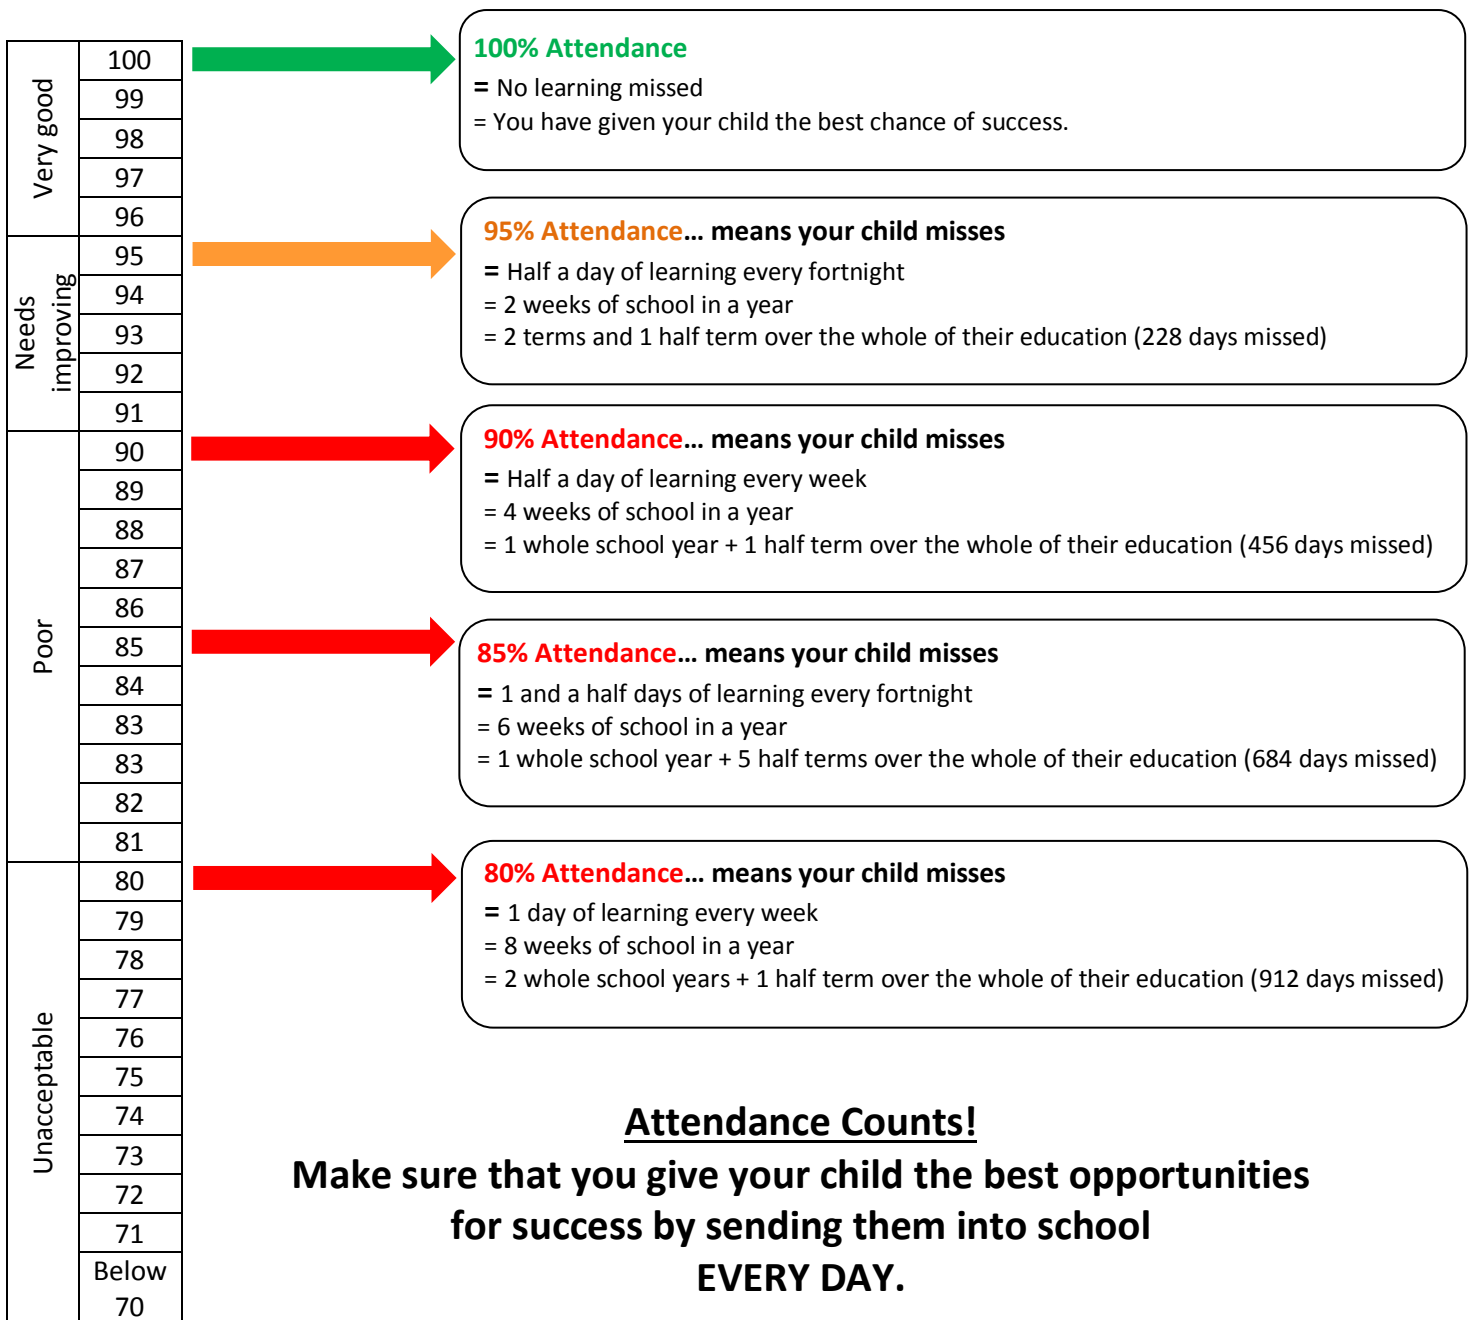 Very good
100
99
98
97
96
Needs
improving
95
94
93
92
91
Poor
90
89
88
87
86
85
84
83
83
82
81
Unacceptable
80
79
78
77
76
75
74
73
72
71
Below
70
100% Attendance
= No learning missed
= You have given your child the best chance of success.
95% Attendance… means your child misses
= Half a day of learning every fortnight
= 2 weeks of school in a year
= 2 terms and 1 half term over the whole of their education (228 days missed)
90% Attendance… means your child misses
= Half a day of learning every week
= 4 weeks of school in a year
= 1 whole school year + 1 half term over the whole of their education (456 days missed)
85% Attendance… means your child misses
= 1 and a half days of learning every fortnight
= 6 weeks of school in a year
= 1 whole school year + 5 half terms over the whole of their education (684 days missed)
80% Attendance… means your child misses
= 1 day of learning every week
= 8 weeks of school in a year
= 2 whole school years + 1 half term over the whole of their education (912 days missed)
Attendance Counts!
Make sure that you give your child the best opportunities
for success by sending them into school
EVERY DAY.